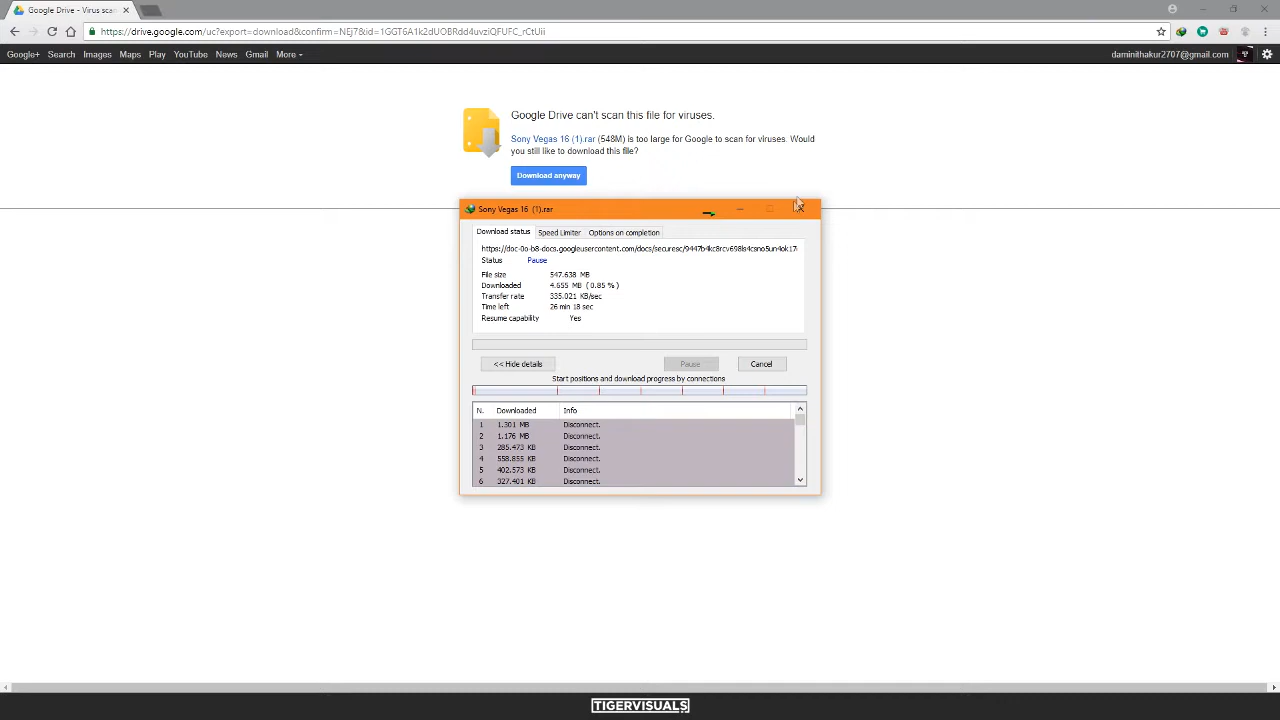 Google Drive - Virus scan
https://drive.google.com/uc?export=download&confirm=NEj7&id=1GGT6A1k2dUOBRdd4uvziQFUFC_rCtUii
Google+ Search Images Maps Play YouTube News Gmail More
daminithakur2707@gmail.com
Google Drive can't scan this file for viruses.
Sony Vegas 16 (1).rar (548M) is too large for Google to scan for viruses. Would
you still like to download this file?
Download anyway
Sony Vegas 16 (1).rar
Download status Speed Limiter Options on completion
Status Pause
File size 547.638 MB
Downloaded 4.655 MB ( 0.85 % )
Transfer rate 335.021 KB/sec
Time left 26 min 18 sec
Resume capability Yes
<< Hide details Pause Cancel
Start positions and download progress by connections
N. Downloaded Info
1 1.301 MB Disconnect.
2 1.176 MB Disconnect.
3 285.473 KB Disconnect.
4 558.855 KB Disconnect.
5 402.573 KB Disconnect.
6 327.401 KB Disconnect.
TIGERVISUALS